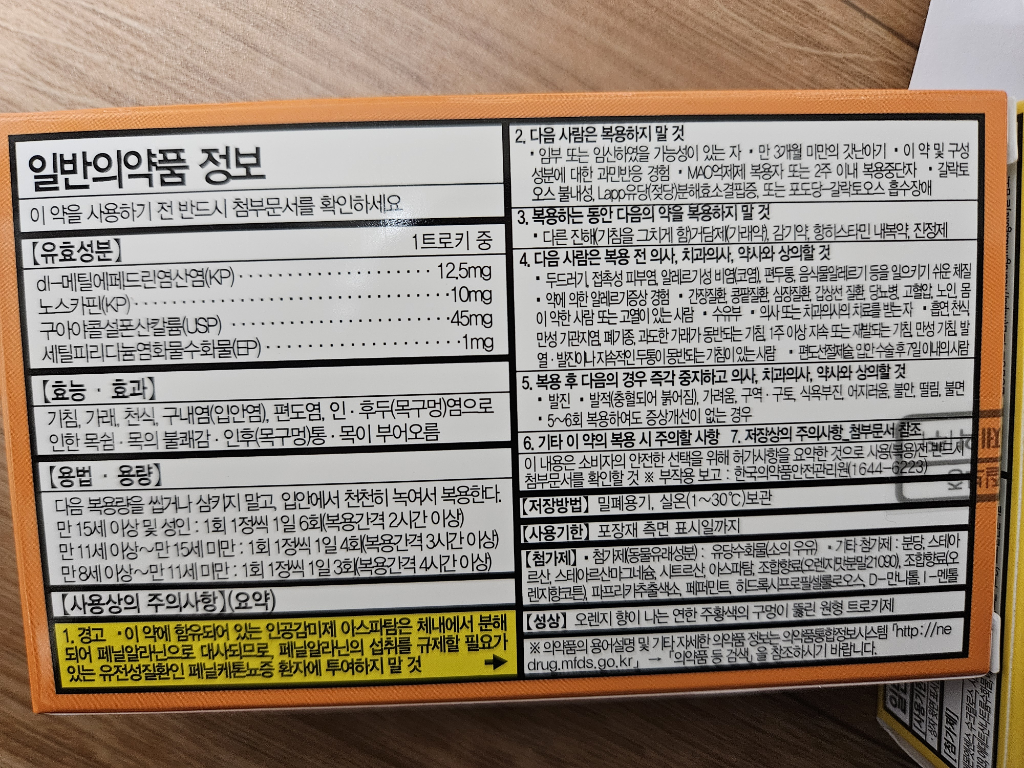 일반의약품 정보
이 약을 사용하기 전 반드시 첨부문서를 확인하세요
【유효성분】 1트로키 중
dl-메틸에페드린염산염(KP) 12.5mg
노스카핀(KP) 10mg
구아야콜설폰산칼륨(USP) 45mg
세틸피리디늄염화물수화물(EP) 1mg
【효능·효과】
기침, 가래, 천식, 구내염(입안염), 편도염, 인·후두(목구멍)염으로
인한 목쉼·목의 불쾌감·인후(목구멍)통·목이 부어오름
【용법·용량】
다음 복용량을 씹거나 삼키지 말고, 입안에서 천천히 녹여서 복용한다.
만 15세 이상 및 성인 : 1회 1정씩 1일 6회(복용간격 2시간 이상)
만 11세 이상~만 15세 미만 : 1회 1정씩 1일 4회(복용간격 3시간 이상)
만 8세 이상~만 11세 미만 : 1회 1정씩 1일 3회(복용간격 4시간 이상)
【사용상의 주의사항】(요약)
1. 경고 •이 약에 함유되어 있는 인공감미제 아스파탐은 체내에서 분해
되어 페닐알라닌으로 대사되므로, 페닐알라닌의 섭취를 규제할 필요가
있는 유전성질환인 페닐케톤뇨증 환자에 투여하지 말 것 →
2. 다음 사람은 복용하지 말 것
• 임부 또는 임신하였을 가능성이 있는 자 • 만 3개월 미만의 갓난아기 • 이 약 및 구성
성분에 대한 과민반응 경험 • MAO억제제 복용자 또는 2주 이내 복용중단자 • 갈락토
오스 불내성, Lapp유당(젖당)분해효소결핍증, 또는 포도당-갈락토오스 흡수장애
3. 복용하는 동안 다음의 약을 복용하지 말 것
• 다른 진해(기침을 그치게 함)거담제(가래약), 감기약, 항히스타민 내복약, 진정제
4. 다음 사람은 복용 전 의사, 치과의사, 약사와 상의할 것
• 두드러기, 접촉성 피부염, 알레르기성 비염(코염), 편두통, 음식물알레르기 등을 일으키기 쉬운 체질
• 약에 의한 알레르기증상 경험 • 간장질환, 콩팥질환, 심장질환, 갑상선 질환, 당뇨병, 고혈압, 노인, 몸
이 약한 사람 또는 고열이 있는 사람 • 수유부 • 의사 또는 치과의사의 치료를 받는 자 • 흡연, 천식,
만성 기관지염, 폐기종, 과도한 가래가 동반되는 기침, 1주 이상 지속 또는 재발되는 기침, 만성 기침, 발
열·발진이나 지속적인 두통이 동반되는 기침이 있는 사람 • 편도선절제술, 입안 수술 후 7일 이내의 사람
5. 복용 후 다음의 경우 즉각 중지하고 의사, 치과의사, 약사와 상의할 것
• 발진 • 발적(충혈되어 붉어짐), 가려움, 구역·구토, 식욕부진, 어지러움, 불안, 떨림, 불면
• 5~6회 복용하여도 증상개선이 없는 경우
6. 기타 이 약의 복용 시 주의할 사항 7. 저장상의 주의사항_첨부문서 참조
이 내용은 소비자의 안전한 선택을 위해 허가사항을 요약한 것으로 사용(복용)전 반드시
첨부문서를 확인할 것 ※ 부작용 보고 : 한국의약품안전관리원(1644-6223)
【저장방법】 밀폐용기, 실온(1~30℃)보관
【사용기한】 포장재 측면 표시일까지
【첨가제】 • 첨가제(동물유래성분) : 유당수화물(소의 우유) • 기타 첨가제 : 분당, 스테아
르산, 스테아르산마그네슘, 시트르산, 아스파탐, 조합향료(오렌지맛분말21090), 조합향료(오
렌지향코튼), 파프리카추출색소, 페퍼민트, 히드록시프로필셀룰로오스, D-만니톨, l-멘톨
【성상】 오렌지 향이 나는 연한 주황색의 구멍이 뚫린 원형 트로키제
※ 의약품의 용어설명 및 기타 자세한 의약품 정보는 의약품통합정보시스템 「http://ne
drug.mfds.go.kr」 → 「의약품 등 검색」을 참조하시기 바랍니다.